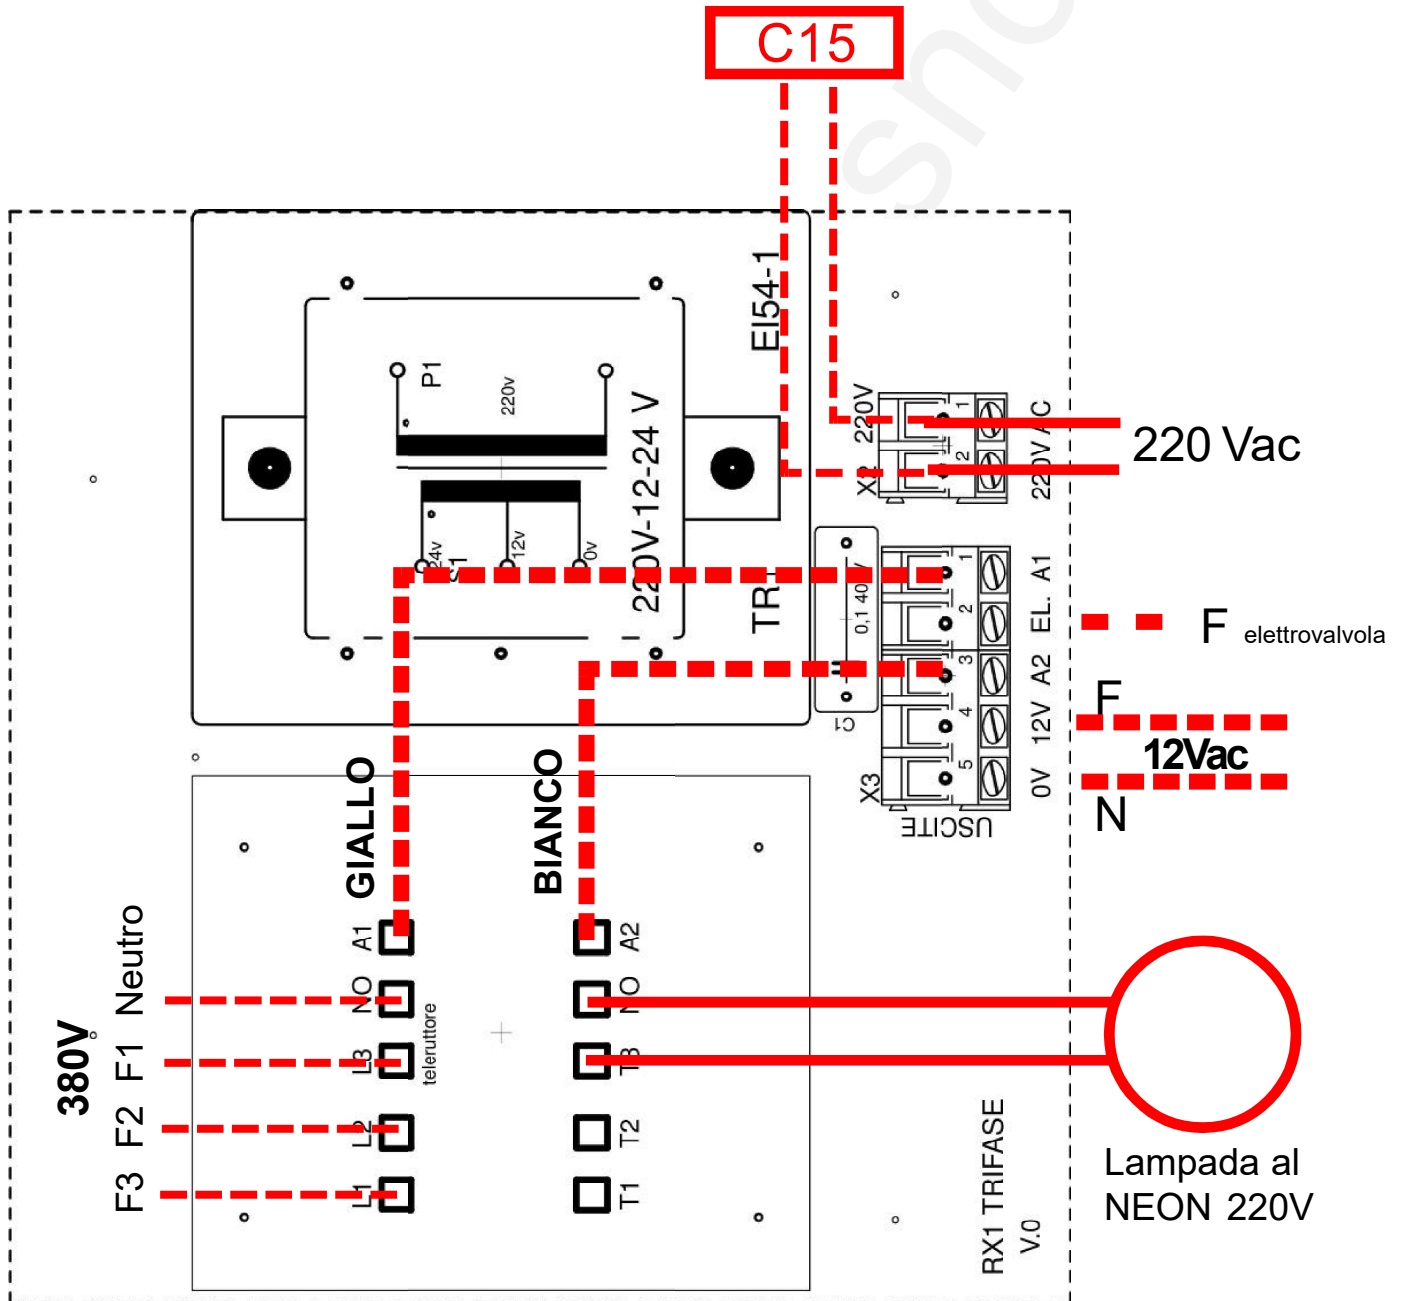 C15
EI54-1
P1
220v
24v
12v
0v
S1
220V-12-24 V
220V
1
2
X2
220V AC
220 Vac
0,1 40
C1
1
2
3
4
5
A1
EL.
A2
12V
0V
X3
USCITE
F elettrovalvola
F
12Vac
N
GIALLO
BIANCO
380V
Neutro
F1
F2
F3
A1
NO
L3
L2
L1
teleruttore
A2
NO
T3
T2
T1
RX1 TRIFASE
V.0
Lampada al
NEON 220V